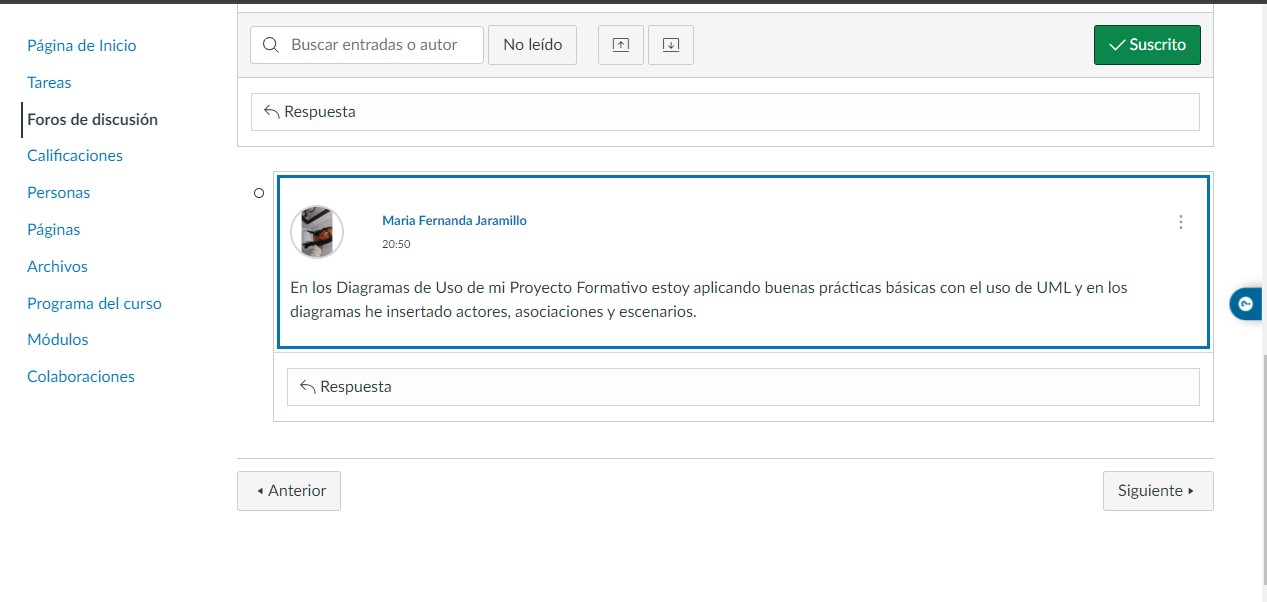 Página de Inicio
Tareas
Foros de discusión
Calificaciones
Personas
Páginas
Archivos
Programa del curso
Módulos
Colaboraciones
Buscar entradas o autor
No leído
Suscrito
Respuesta
Maria Fernanda Jaramillo
20:50
En los Diagramas de Uso de mi Proyecto Formativo estoy aplicando buenas prácticas básicas con el uso de UML y en los
diagramas he insertado actores, asociaciones y escenarios.
Respuesta
Anterior
Siguiente